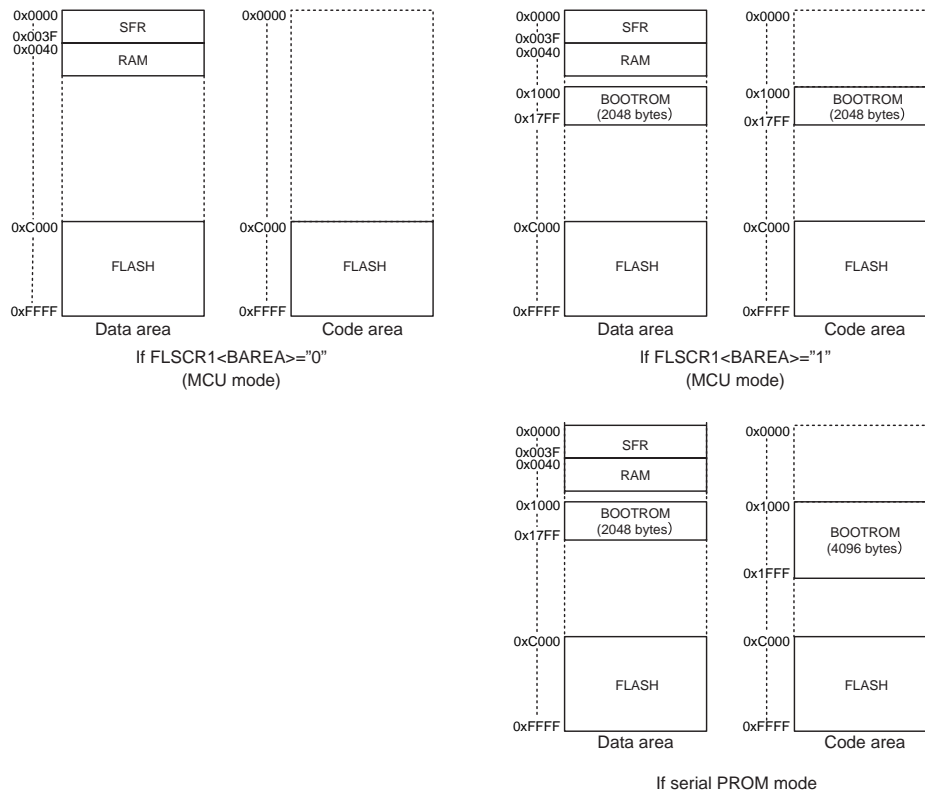 0x0000
SFR
0x003F
0x0040
RAM
0xC000
FLASH
0xFFFF
Data area
0x0000
0xC000
FLASH
0xFFFF
Code area
If FLSCR1<BAREA>="0"
(MCU mode)
0x0000
SFR
0x003F
0x0040
RAM
0x1000
BOOTROM
(2048 bytes)
0x17FF
0xC000
FLASH
0xFFFF
Data area
0x0000
0x1000
BOOTROM
(2048 bytes)
0x17FF
0xC000
FLASH
0xFFFF
Code area
If FLSCR1<BAREA>="1"
(MCU mode)
0x0000
SFR
0x003F
0x0040
RAM
0x1000
BOOTROM
(2048 bytes)
0x17FF
0xC000
FLASH
0xFFFF
Data area
0x0000
0x1000
BOOTROM
(4096 bytes)
0x1FFF
0xC000
FLASH
0xFFFF
Code area
If serial PROM mode